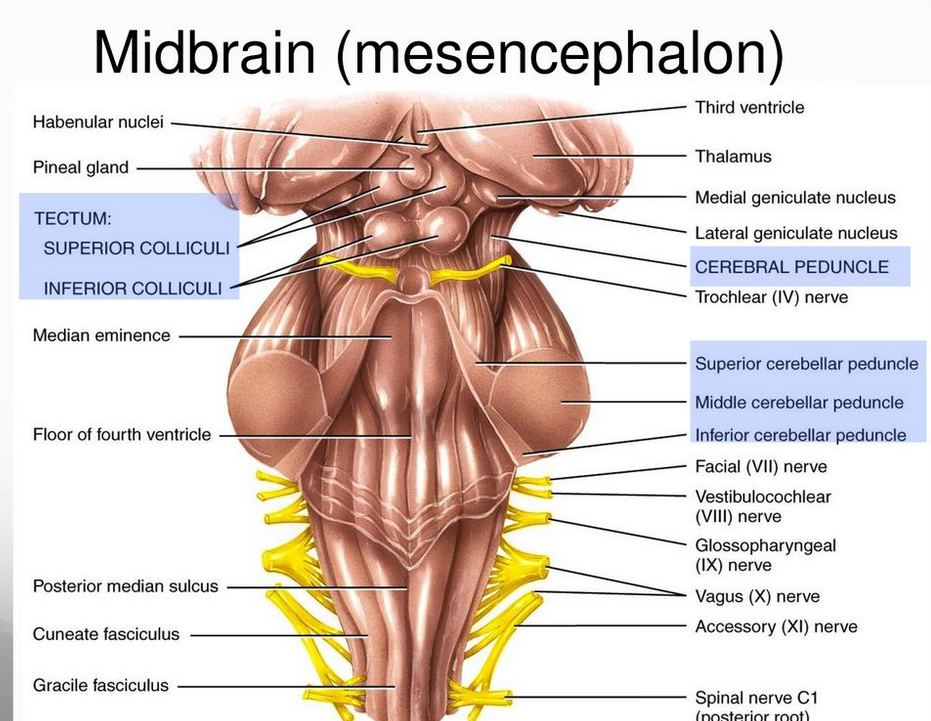 Midbrain (mesencephalon)
Habenular nuclei
Pineal gland
TECTUM:
SUPERIOR COLLICULI
INFERIOR COLLICULI
Median eminence
Floor of fourth ventricle
Posterior median sulcus
Cuneate fasciculus
Gracile fasciculus
Third ventricle
Thalamus
Medial geniculate nucleus
Lateral geniculate nucleus
CEREBRAL PEDUNCLE
Trochlear (IV) nerve
Superior cerebellar peduncle
Middle cerebellar peduncle
Inferior cerebellar peduncle
Facial (VII) nerve
Vestibulocochlear
(VIII) nerve
Glossopharyngeal
(IX) nerve
Vagus (X) nerve
Accessory (XI) nerve
Spinal nerve C1
(posterior root)